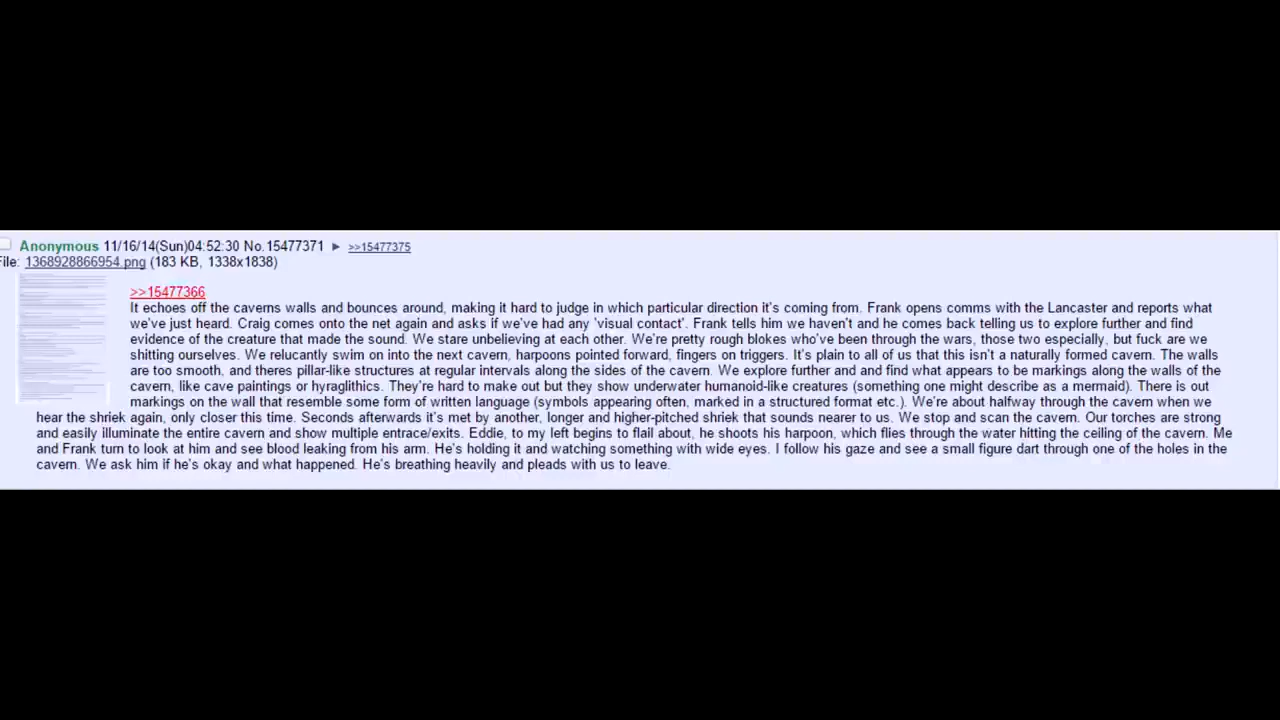 Anonymous 11/16/14(Sun)04:52:30 No.15477371 ► >>15477375
File: 1368928866954.png (183 KB, 1338x1838)
>>15477366
It echoes off the caverns walls and bounces around, making it hard to judge in which particular direction it's coming from. Frank opens comms with the Lancaster and reports what
we've just heard. Craig comes onto the net again and asks if we've had any 'visual contact'. Frank tells him we haven't and he comes back telling us to explore further and find
evidence of the creature that made the sound. We stare unbelieving at each other. We're pretty rough blokes who've been through the wars, those two especially, but fuck are we
shitting ourselves. We relucantly swim on into the next cavern, harpoons pointed forward, fingers on triggers. It's plain to all of us that this isn't a naturally formed cavern. The walls
are too smooth, and theres pillar-like structures at regular intervals along the sides of the cavern. We explore further and and find what appears to be markings along the walls of the
cavern, like cave paintings or hyraglithics. They're hard to make out but they show underwater humanoid-like creatures (something one might describe as a mermaid). There is out
markings on the wall that resemble some form of written language (symbols appearing often, marked in a structured format etc.). We're about halfway through the cavern when we
hear the shriek again, only closer this time. Seconds afterwards it's met by another, longer and higher-pitched shriek that sounds nearer to us. We stop and scan the cavern. Our torches are strong
and easily illuminate the entire cavern and show multiple entrace/exits. Eddie, to my left begins to flail about, he shoots his harpoon, which flies through the water hitting the ceiling of the cavern. Me
and Frank turn to look at him and see blood leaking from his arm. He's holding it and watching something with wide eyes. I follow his gaze and see a small figure dart through one of the holes in the
cavern. We ask him if he's okay and what happened. He's breathing heavily and pleads with us to leave.